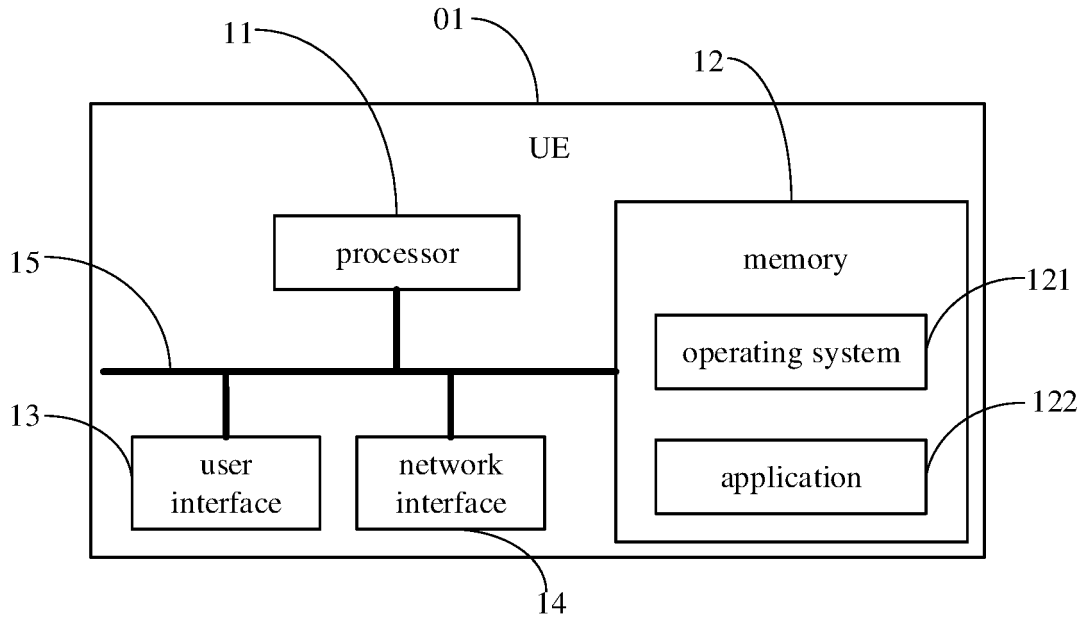 01
11
12
UE
processor
15
memory
121
operating system
122
13
user
interface
network
interface
application
14